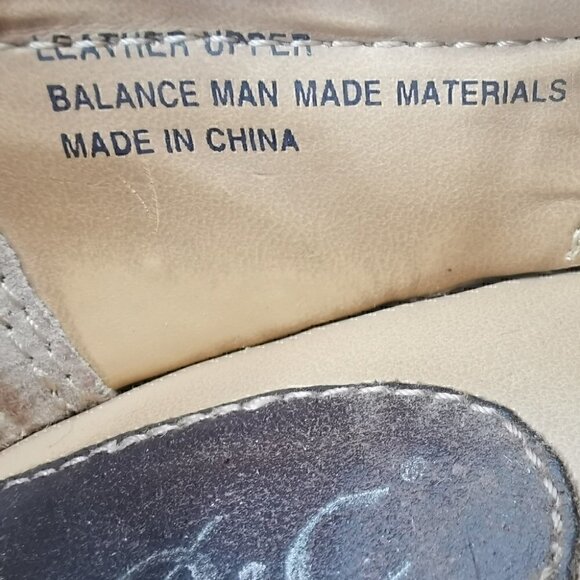 LEATHER UPPER
BALANCE MAN MADE MATERIALS
MADE IN CHINA
®